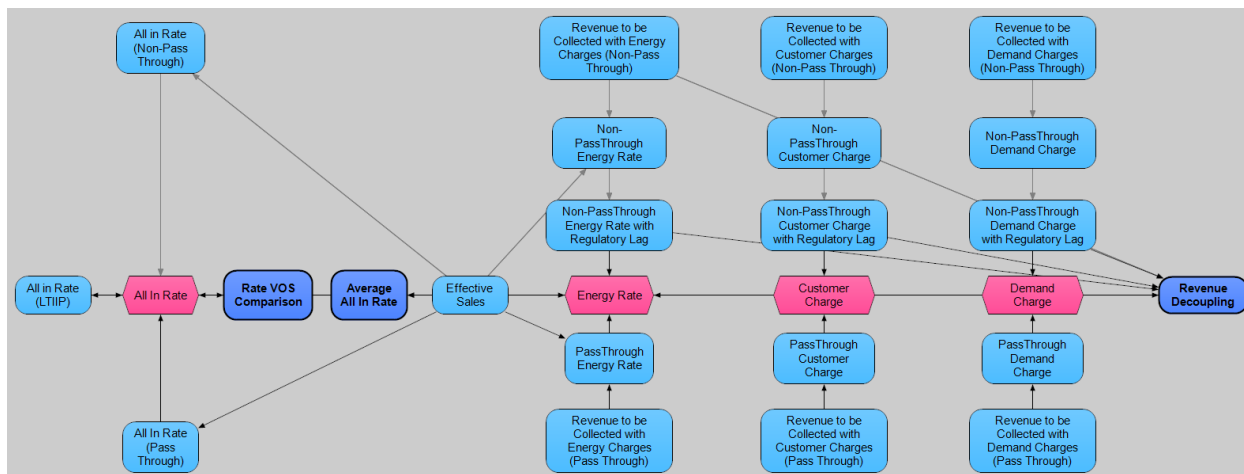 All in Rate
(Non-Pass
Through)
Revenue to be
Collected with Energy
Charges (Non-Pass
Through)
Revenue to be
Collected with
Customer Charges
(Non-Pass Through)
Revenue to be
Collected with
Demand Charges
(Non-Pass Through)
Non-
PassThrough
Energy Rate
Non-
PassThrough
Customer Charge
Non-PassThrough
Demand Charge
Non-PassThrough
Energy Rate with
Regulatory Lag
Non-PassThrough
Customer Charge
with Regulatory Lag
Non-PassThrough
Demand Charge
with Regulatory Lag
All in Rate
(LTIIP)
All In Rate
Rate VOS
Comparison
Average
All In Rate
Effective
Sales
Energy Rate
Customer
Charge
Demand
Charge
Revenue
Decoupling
PassThrough
Energy Rate
PassThrough
Customer
Charge
PassThrough
Demand
Charge
All In Rate
(Pass
Through)
Revenue to be
Collected with
Energy Charges
(Pass Through)
Revenue to be
Collected with
Customer Charges
(Pass Through)
Revenue to be
Collected with
Demand Charges
(Pass Through)